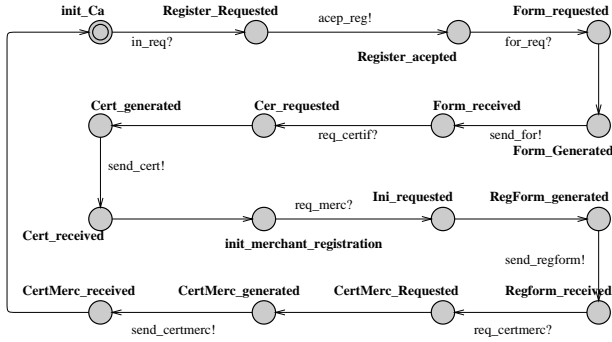 init_Ca
Register_Requested
acep_reg!
Form_requested
in_req?
Register_acepted
for_req?
Cert_generated
Cer_requested
Form_received
req_certif?
send_for!
Form_Generated
send_cert!
req_merc?
Ini_requested
RegForm_generated
Cert_received
init_merchant_registration
send_regform!
CertMerc_received
CertMerc_generated
CertMerc_Requested
Regform_received
send_certmerc!
req_certmerc?